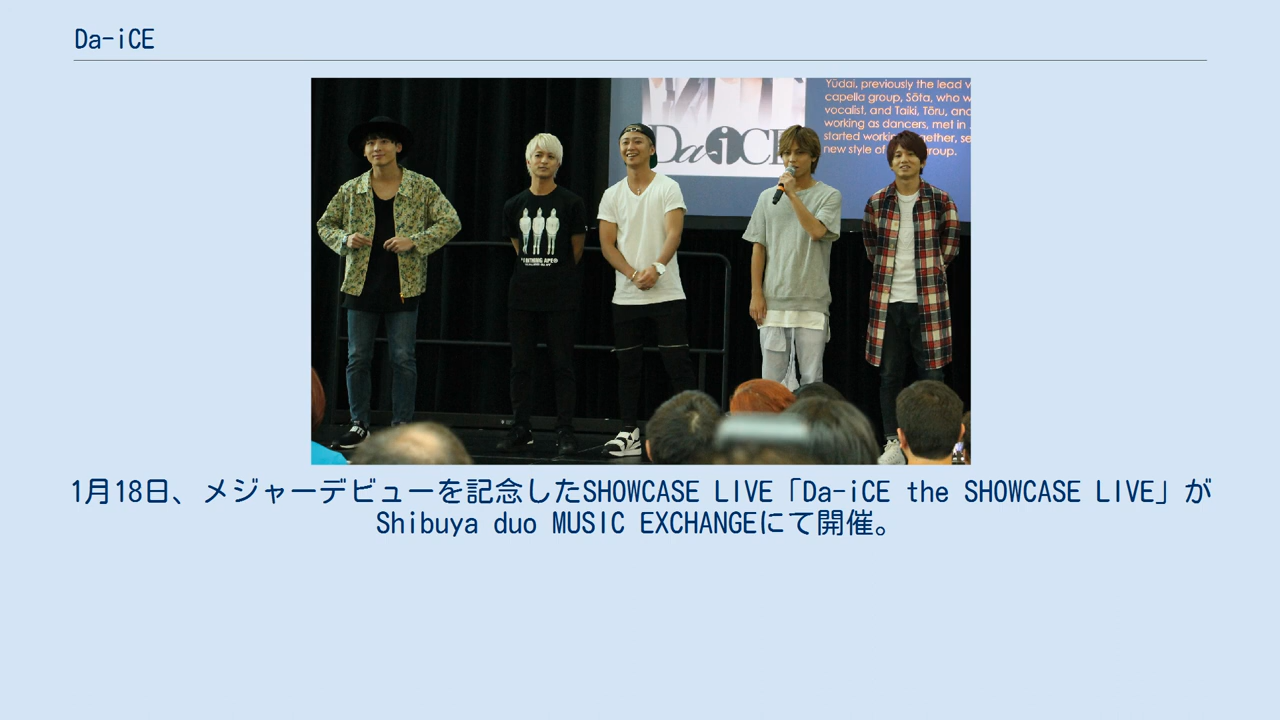 Da-iCE
Yūdai, previously the lead v
capella group, Sōta, who w
vocalist, and Taiki, Tōru, and
working as dancers, met in
started working together, se
new style of group.
Da-iCE
1月18日、メジャーデビューを記念したSHOWCASE LIVE「Da-iCE the SHOWCASE LIVE」が
Shibuya duo MUSIC EXCHANGEにて開催。